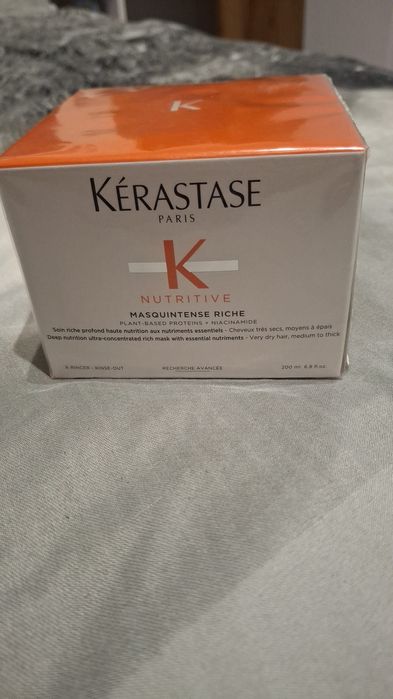 K
KÉRASTASE
PARIS
K
NUTRITIVE
MASQUINTENSE RICHE
PLANT-BASED PROTEINS + NIACINAMIDE
Soin riche profond haute nutrition aux nutriments essentiels - Cheveux très secs, moyens à épais
Deep nutrition ultra-concentrated rich mask with essential nutriments - Very dry hair, medium to thick
À RINCER - RINSE-OUT RECHERCHE AVANCÉE 200 ml 6.8 fl.oz.